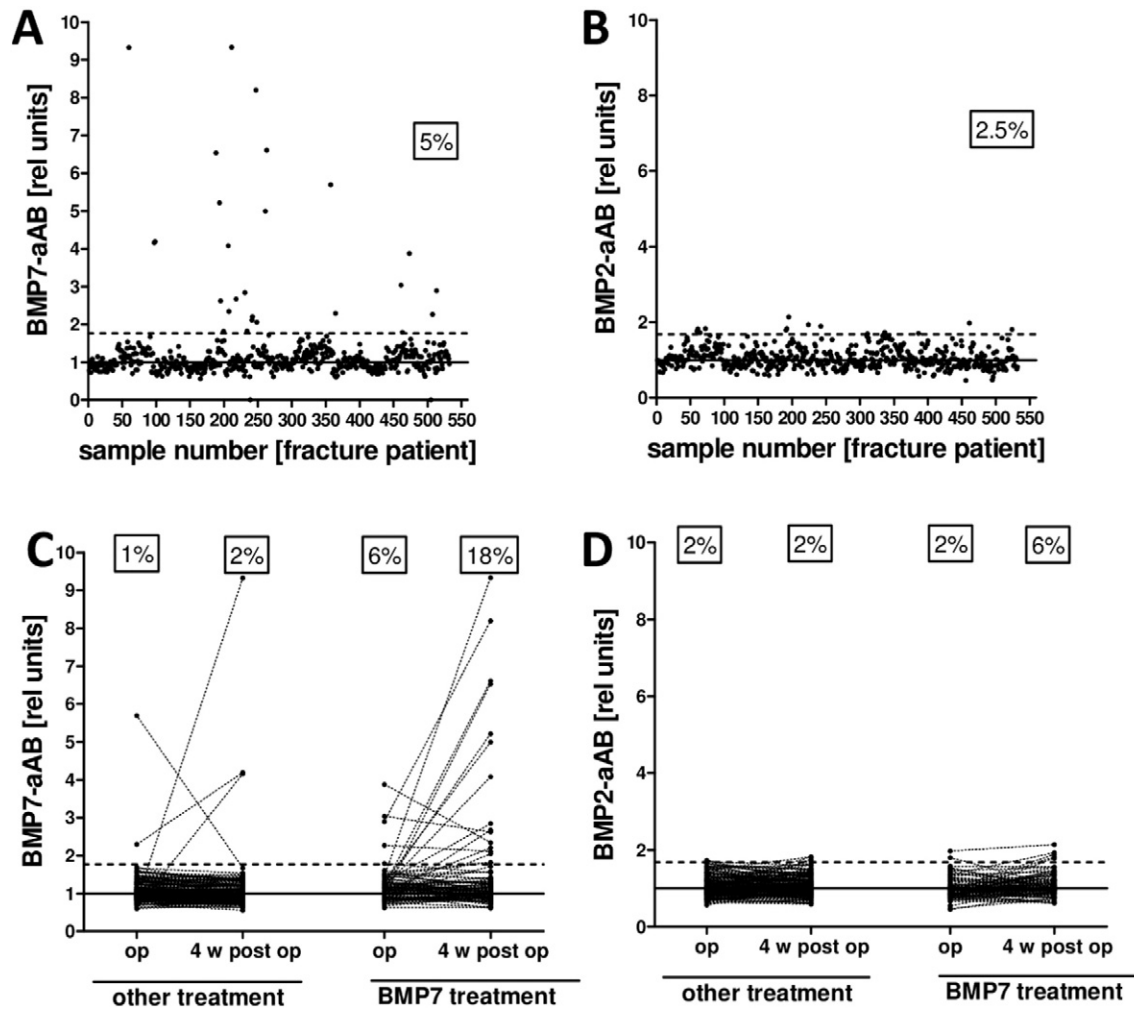 A
BMP7-aAB [rel units]
10
9
8
7
6
5
4
3
2
1
0
5%
0 50 100 150 200 250 300 350 400 450 500 550
sample number [fracture patient]
B
BMP2-aAB [rel units]
10
8
6
4
2
0
2.5%
0 50 100 150 200 250 300 350 400 450 500 550
sample number [fracture patient]
C
BMP7-aAB [rel units]
1% 2% 6% 18%
10
9
8
7
6
5
4
3
2
1
0
op 4 w post op op 4 w post op
other treatment BMP7 treatment
D
BMP2-aAB [rel units]
2% 2% 2% 6%
10
8
6
4
2
0
op 4 w post op op 4 w post op
other treatment BMP7 treatment